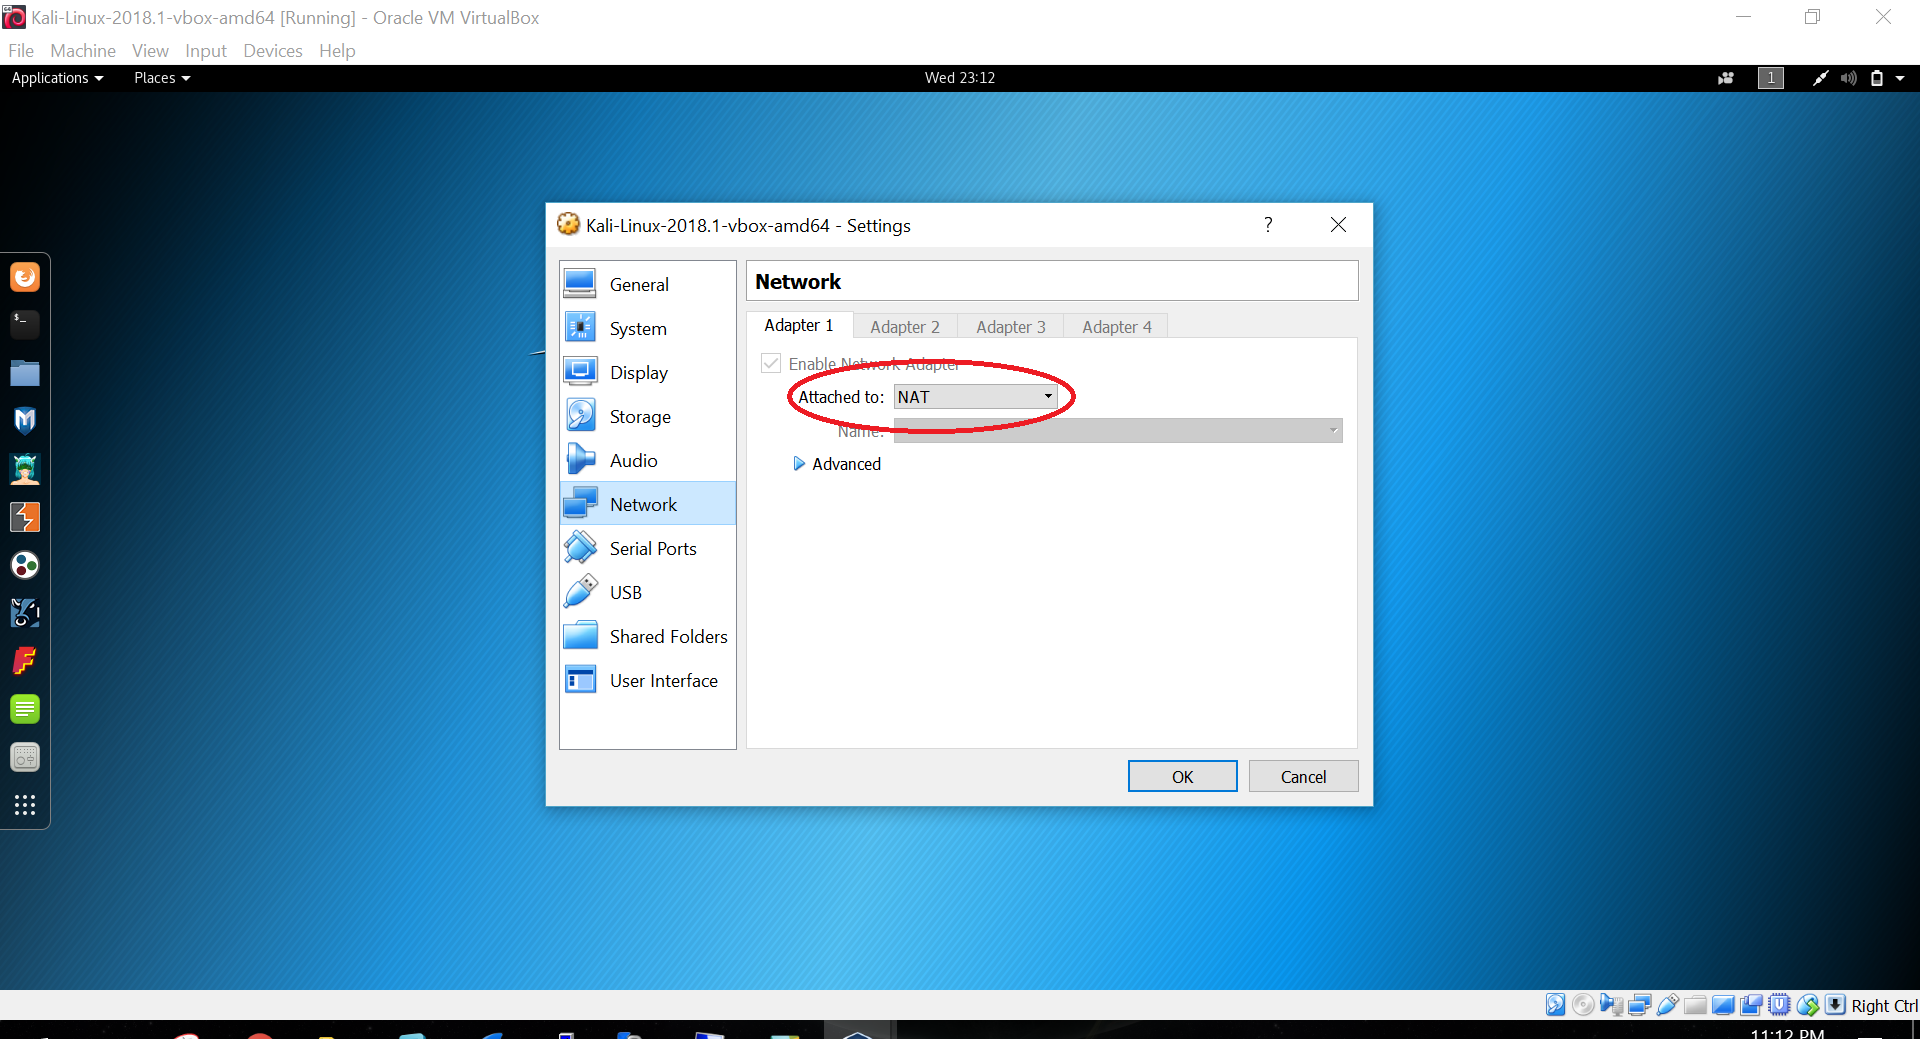 Kali-Linux-2018.1-vbox-amd64 [Running] - Oracle VM VirtualBox
File Machine View Input Devices Help
Applications Places Wed 23:12 1
Kali-Linux-2018.1-vbox-amd64 - Settings ?
General
System
Display
Storage
Audio
Network
Serial Ports
USB
Shared Folders
User Interface
Network
Adapter 1 Adapter 2 Adapter 3 Adapter 4
Enable Network Adapter
Attached to: NAT
Name:
Advanced
OK Cancel
Right Ctrl
11:12 PM